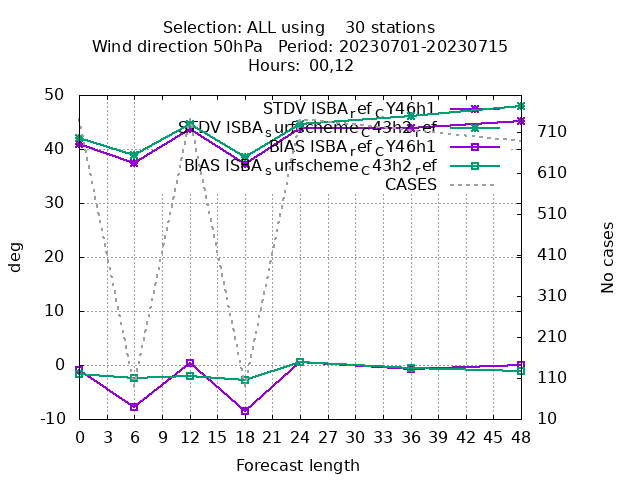 Selection: ALL using    30 stations
Wind direction 50hPa   Period: 20230701-20230715
Hours: 00,12
STDV ISBA_ref_CY46h1
STDV ISBA_surfscheme_C43h2_ref
BIAS ISBA_ref_CY46h1
BIAS ISBA_surfscheme_C43h2_ref
CASES
50
40
30
20
10
0
-10
deg
710
610
510
410
310
210
110
10
No cases
0 3 6 9 12 15 18 21 24 27 30 33 36 39 42 45 48
Forecast length